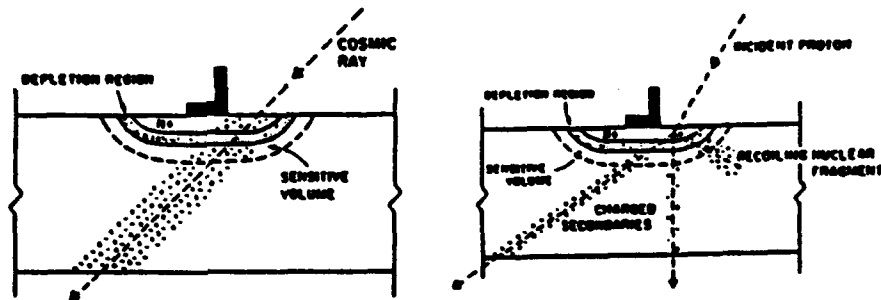 COSMIC
RAY
DEPLETION REGION
N+
SENSITIVE
VOLUME
INCIDENT PROTON
DEPLETION REGION
SENSITIVE
VOLUME
RECOILING NUCLEAR
FRAGMENT
CHARGED
SECONDARIES